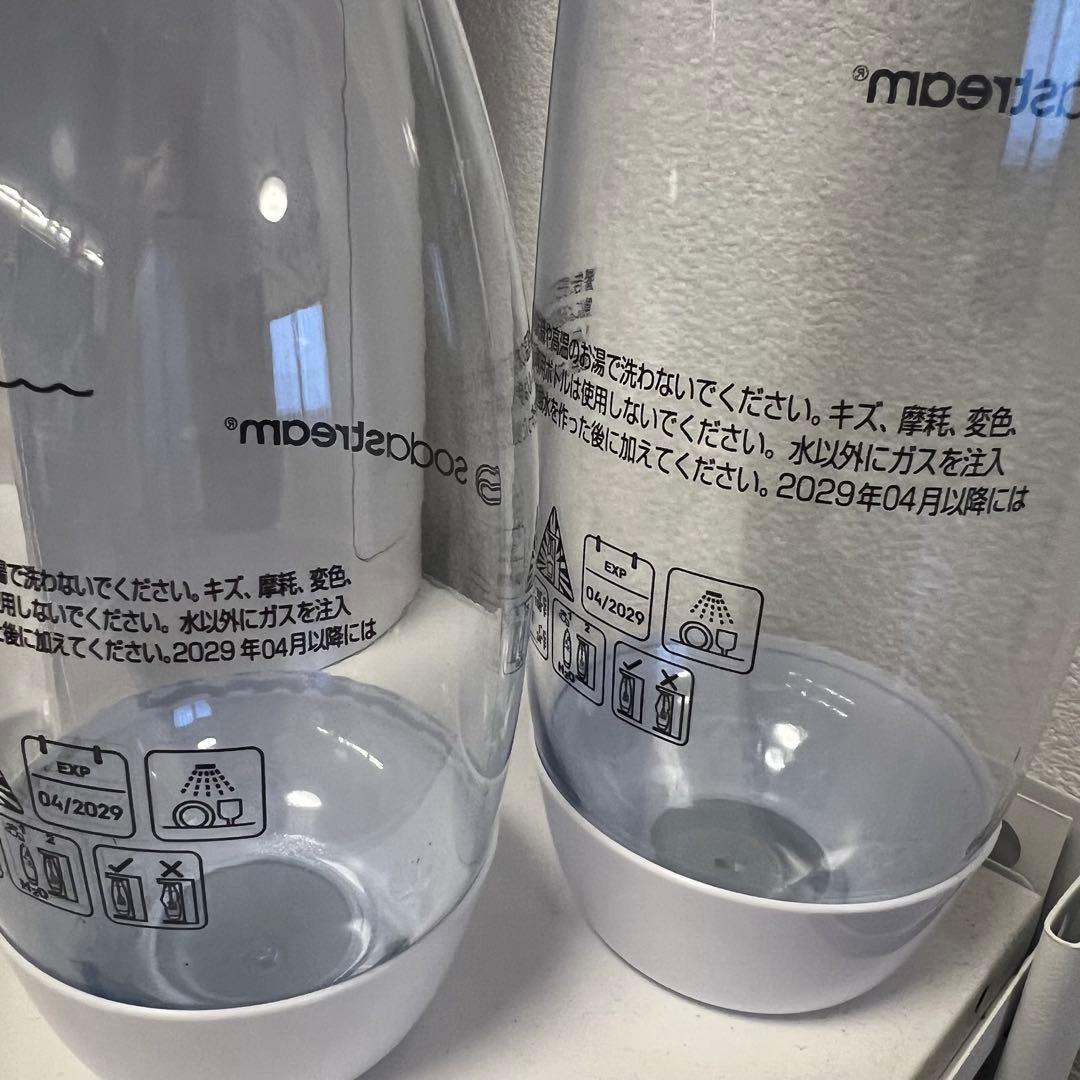 sodastream®
で洗わないでください。キズ、摩耗、変色、
用しないでください。水以外にガスを注入
後に加えてください。2029年04月以降には
EXP
04/2029
2
H2O
sodastream®
や高温のお湯で洗わないでください。キズ、摩耗、変色、
ボトルは使用しないでください。水以外にガスを注入
水を作った後に加えてください。2029年04月以降には
EXP
04/2029
2
H2O